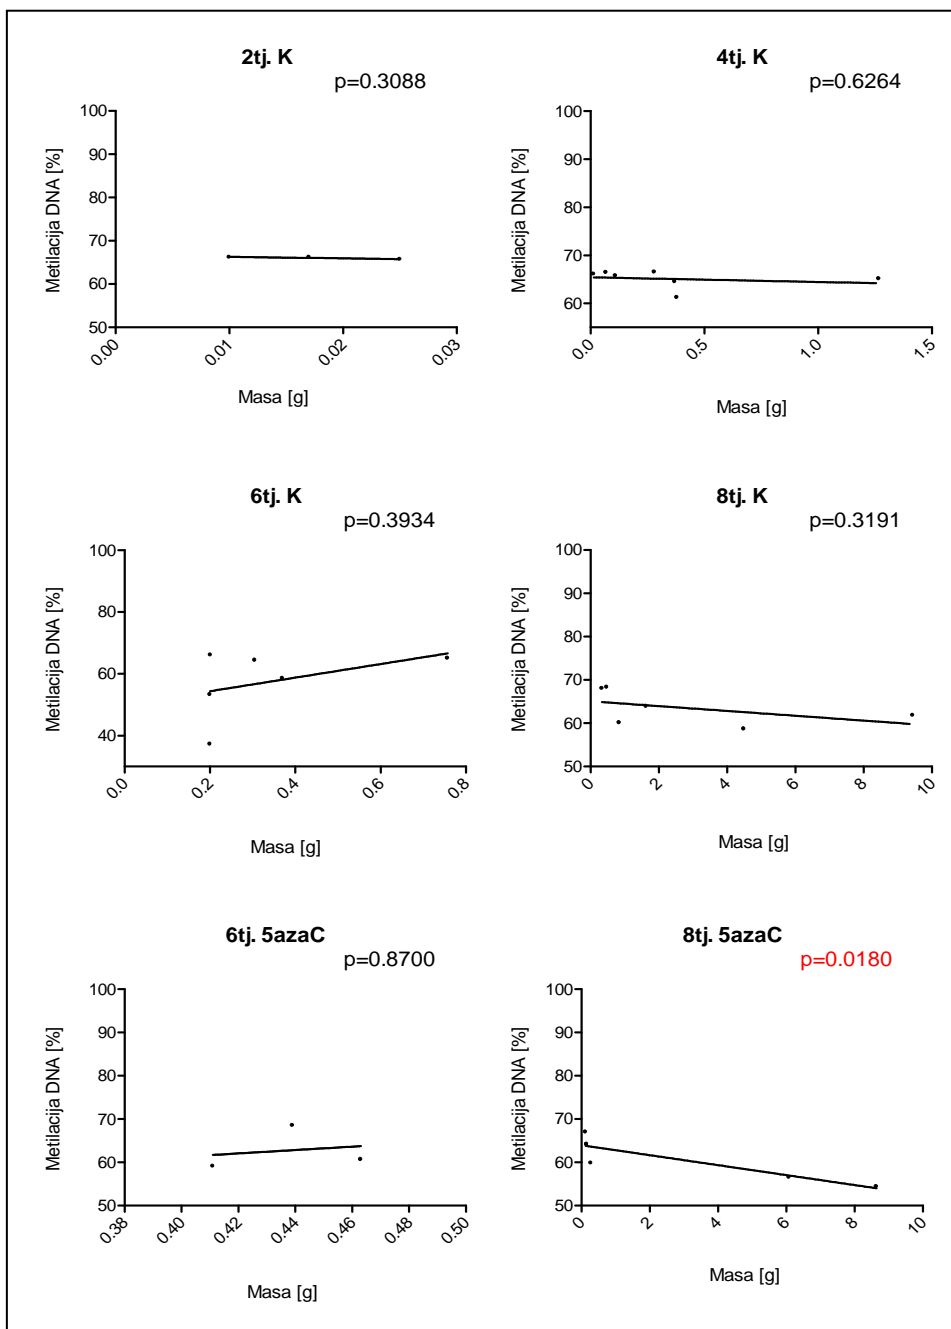 2tj. K
p=0.3088
Metilacija DNA [%]
100
90
80
70
60
50
0.00
0.01
0.02
0.03
Masa [g]
4tj. K
p=0.6264
Metilacija DNA [%]
100
90
80
70
60
0.0
0.5
1.0
1.5
Masa [g]
6tj. K
p=0.3934
Metilacija DNA [%]
100
80
60
40
0.0
0.2
0.4
0.6
0.8
Masa [g]
8tj. K
p=0.3191
Metilacija DNA [%]
100
90
80
70
60
50
0
2
4
6
8
10
Masa [g]
6tj. 5azaC
p=0.8700
Metilacija DNA [%]
100
90
80
70
60
50
0.38
0.40
0.42
0.44
0.46
0.48
0.50
Masa [g]
8tj. 5azaC
p=0.0180
Metilacija DNA [%]
100
90
80
70
60
50
0
2
4
6
8
10
Masa [g]